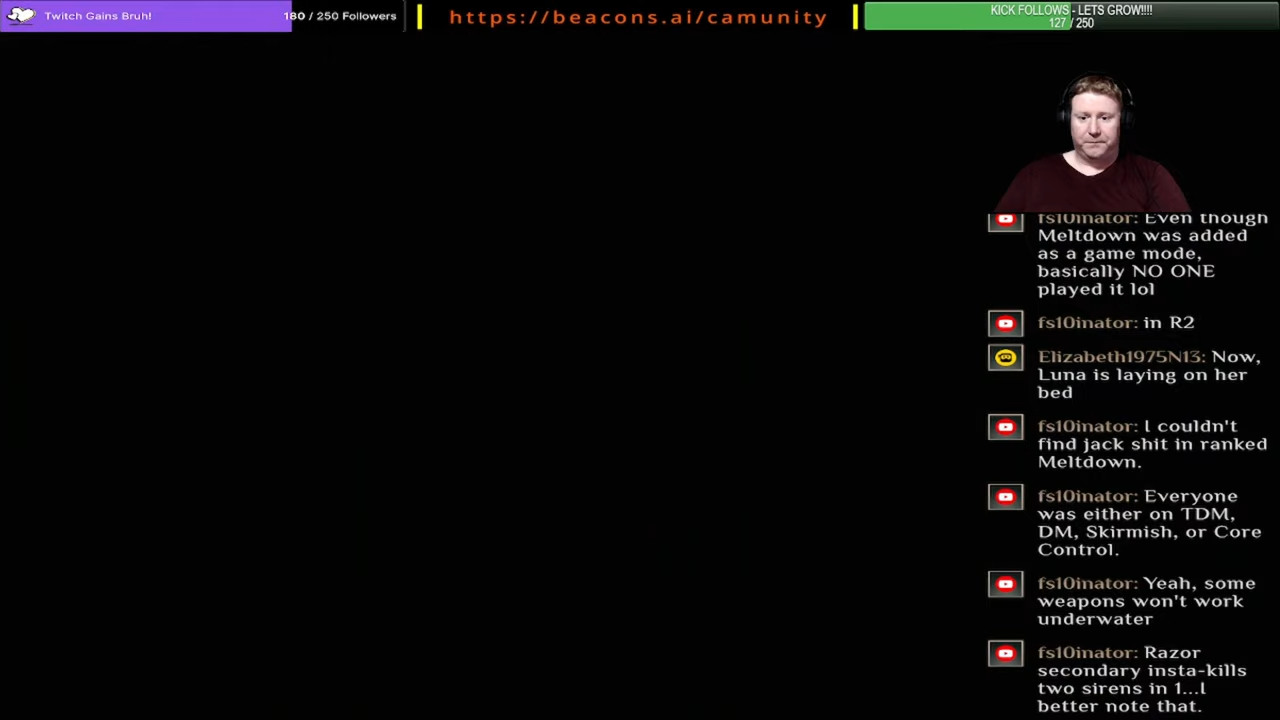 Twitch Gains Bruh!
180 / 250 Followers
https://beacons.ai/camunity
KICK FOLLOWS - LETS GROW!!!!
127 / 250
fs10inator: Even though
Meltdown was added
as a game mode,
basically NO ONE
played it lol
fs10inator: in R2
Elizabeth1975N13: Now,
Luna is laying on her
bed
fs10inator: I couldn't
find jack shit in ranked
Meltdown.
fs10inator: Everyone
was either on TDM,
DM, Skirmish, or Core
Control.
fs10inator: Yeah, some
weapons won't work
underwater
fs10inator: Razor
secondary insta-kills
two sirens in 1...I
better note that.